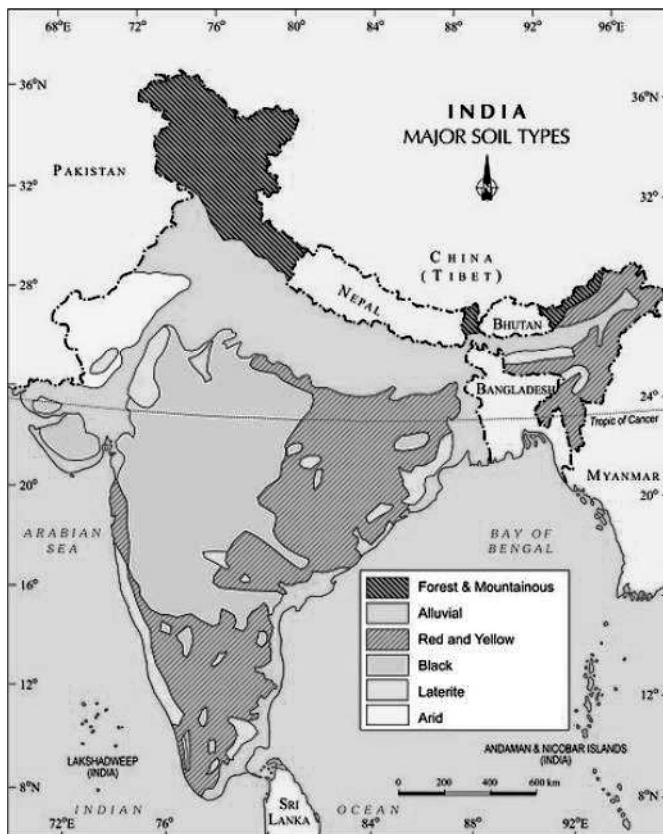 68°E 72° 76° 80° 84° 88° 92° 96°E
36°N
36°N
INDIA
MAJOR SOIL TYPES
N
PAKISTAN
32°
32°
CHINA
(TIBET)
28°
28°
NEPAL
BHUTAN
BANGLADESH
24°
24°
Tropic of Cancer
MYANMAR
20°
20°
ARABIAN
SEA
BAY OF
BENGAL
16°
16°
Forest & Mountainous
Alluvial
Red and Yellow
Black
Laterite
Arid
12°
12°
LAKSHADWEEP
(INDIA)
ANDAMAN & NICOBAR ISLANDS
(INDIA)
0 200 400 600 km
8°N
8°N
INDIAN OCEAN
SRI
LANKA
72°E 76° 80° 84° 88° 92°E